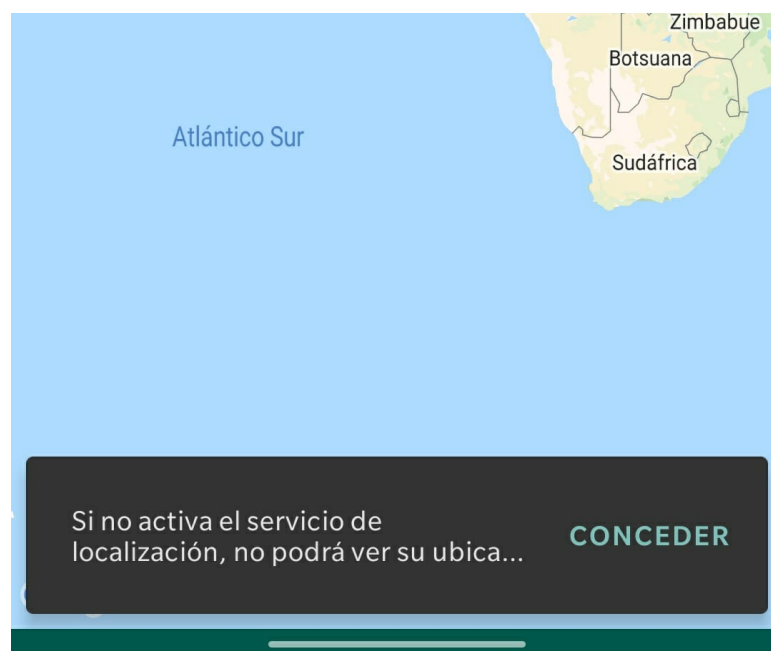 Zimbabue
Botsuana
Atlántico Sur
Sudáfrica
Si no activa el servicio de
localización, no podrá ver su ubica...
CONCEDER